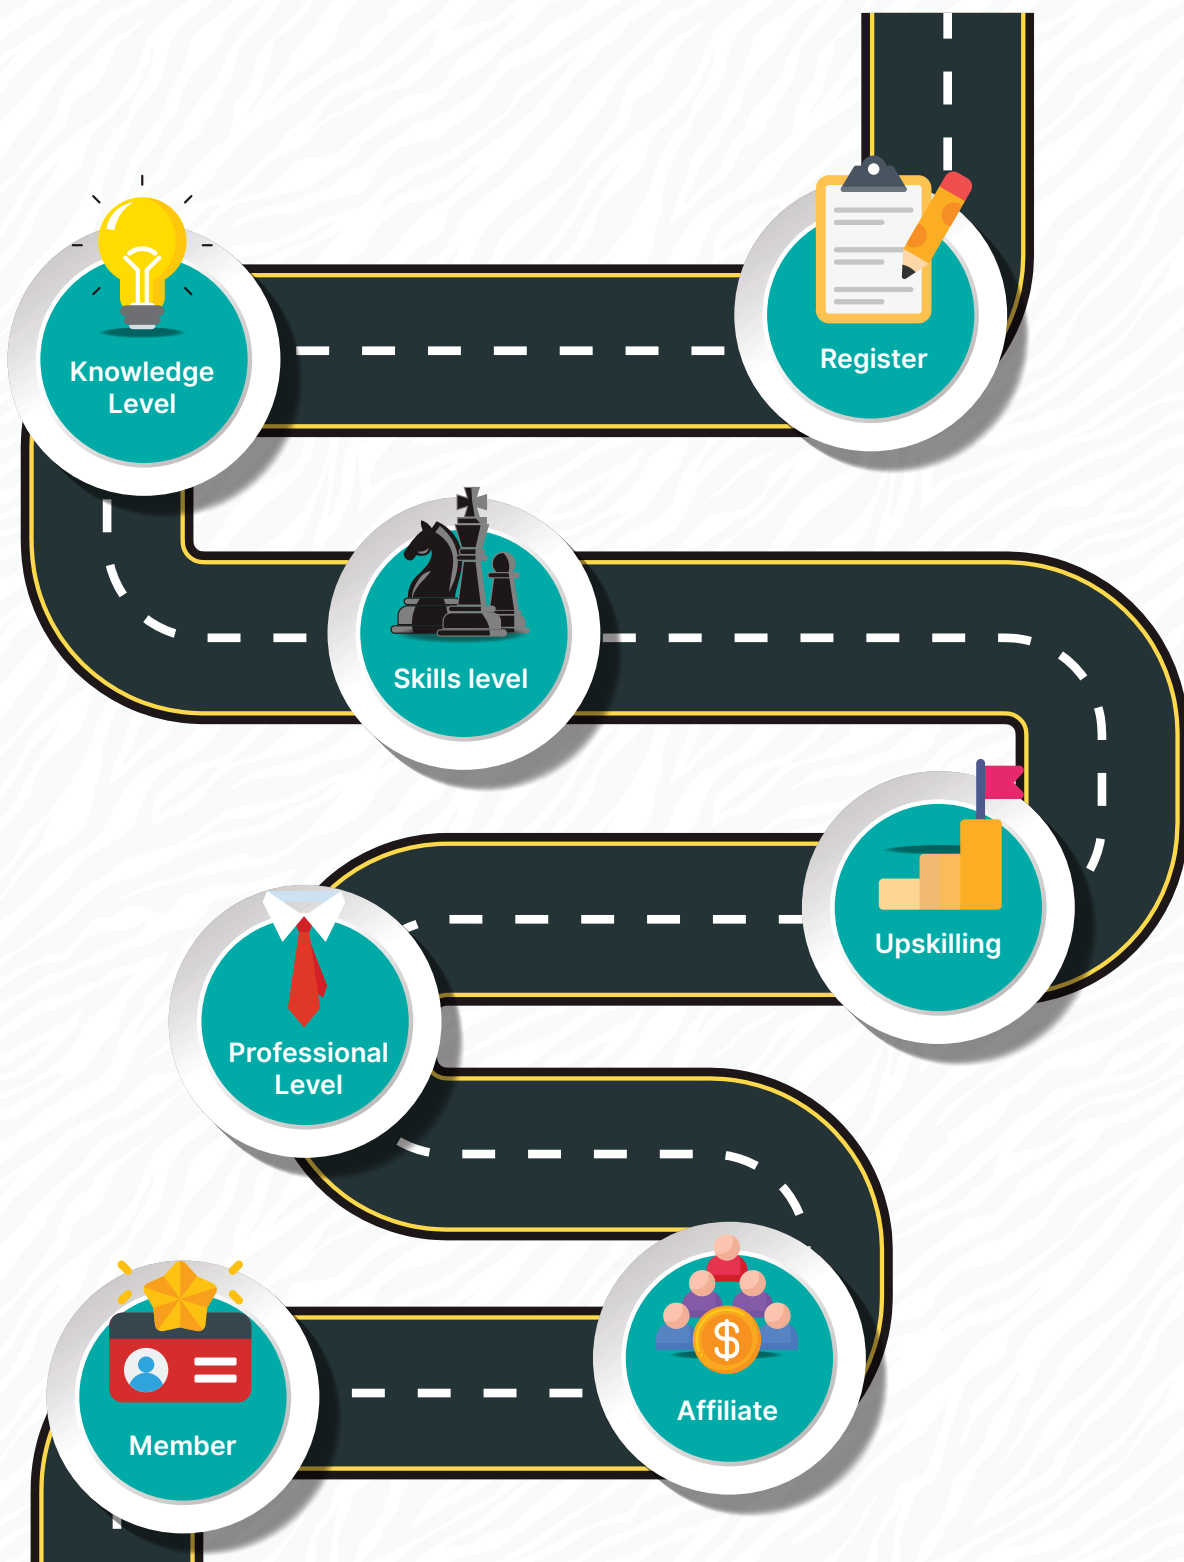 Register
Knowledge
Level
Skills level
Upskilling
Professional
Level
Affiliate
Member